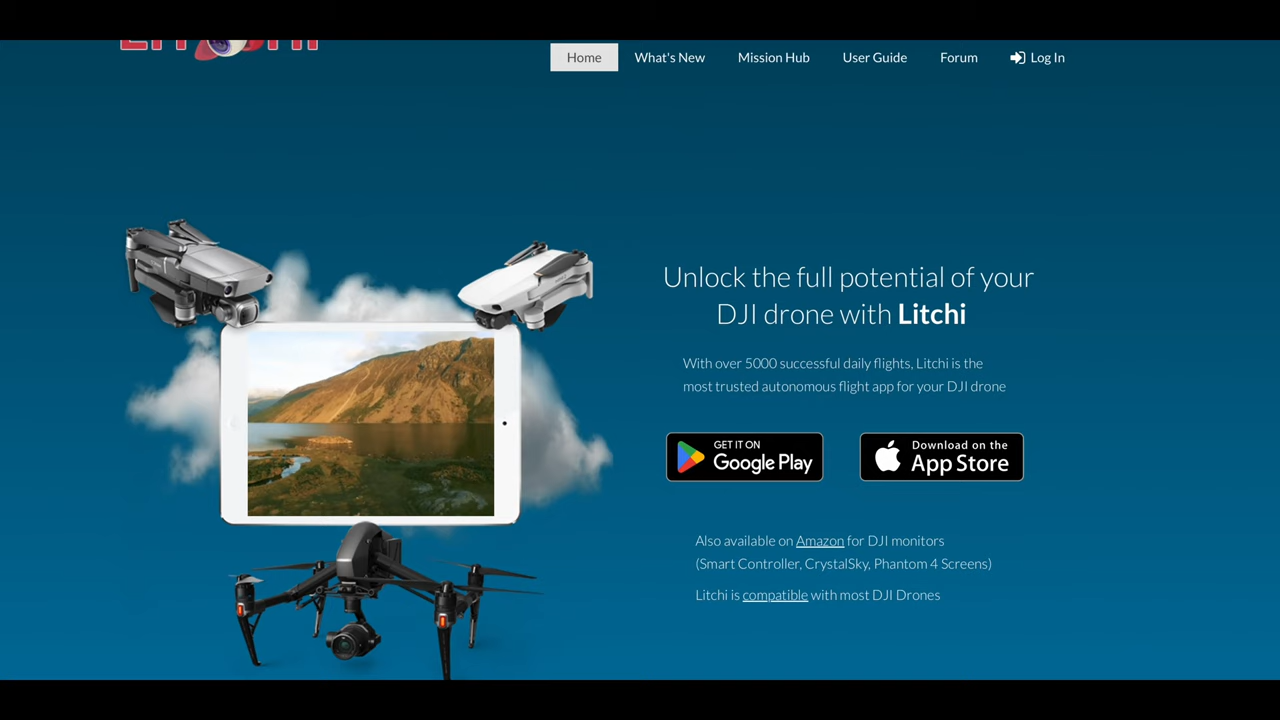 Home What's New Mission Hub User Guide Forum Log In
Unlock the full potential of your
DJI drone with Litchi
With over 5000 successful daily flights, Litchi is the
most trusted autonomous flight app for your DJI drone
GET IT ON
Google Play
Download on the
App Store
Also available on Amazon for DJI monitors
(Smart Controller, CrystalSky, Phantom 4 Screens)
Litchi is compatible with most DJI Drones